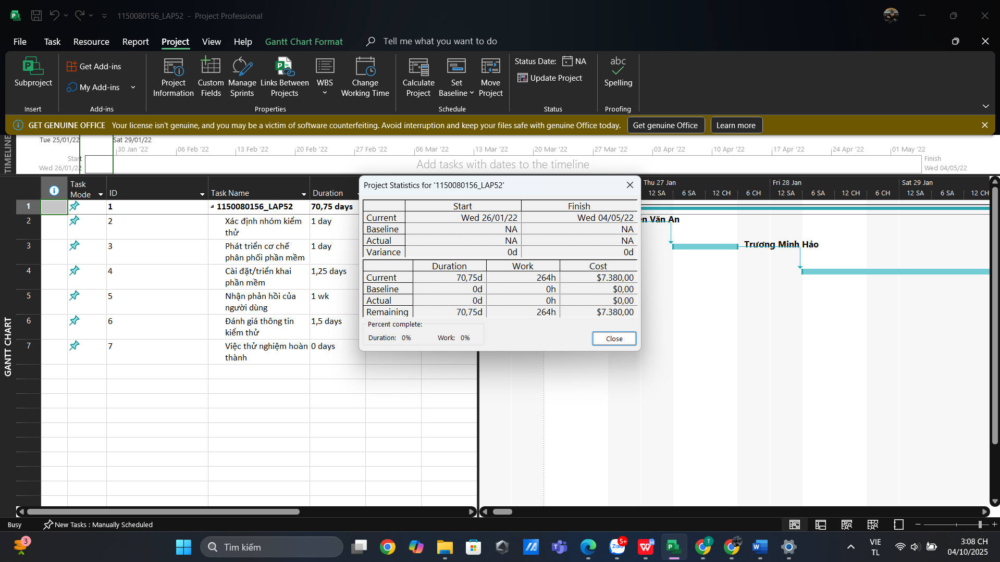 1150080156_LAP52 - Project Professional
File Task Resource Report Project View Help Gantt Chart Format Tell me what you want to do
Subproject
Insert
Get Add-ins
My Add-ins
Add-ins
Project Information
Custom Fields
Manage Sprints
Links Between Projects
WBS
Change Working Time
Properties
Calculate Project
Set Baseline
Move Project
Schedule
Status Date: NA
Update Project
Status
abc
Spelling
Proofing
GET GENUINE OFFICE Your license isn't genuine, and you may be a victim of software counterfeiting. Avoid interruption and keep your files safe with genuine Office today. Get genuine Office Learn more
TIMELINE
Tue 25/01/22 Sat 29/01/22
30 Jan '22 06 Feb '22 13 Feb '22 20 Feb '22 27 Feb '22 06 Mar '22 13 Mar '22 20 Mar '22 27 Mar '22 03 Apr '22 10 Apr '22 17 Apr '22 24 Apr '22 01 May '22
Start
Wed 26/01/22
Add tasks with dates to the timeline
Finish
Wed 04/05/22
GANTT CHART
Task Mode ID Task Name Duration
1 1 1150080156_LAP52 70,75 days
2 2 Xác định nhóm kiểm thử 1 day
3 3 Phát triển cơ chế phân phối phần mềm 1 day
4 4 Cài đặt/triển khai phần mềm 1,25 days
5 5 Nhận phản hồi của người dùng 1 wk
6 6 Đánh giá thông tin kiểm thử 1,5 days
7 7 Việc thử nghiệm hoàn thành 0 days
Project Statistics for '1150080156_LAP52'
Start Finish
Current Wed 26/01/22 Wed 04/05/22
Baseline NA NA
Actual NA NA
Variance 0d 0d
Duration Work Cost
Current 70,75d 264h $7.380,00
Baseline 0d 0h $0,00
Actual 0d 0h $0,00
Remaining 70,75d 264h $7.380,00
Percent complete:
Duration: 0% Work: 0%
Close
Thu 27 Jan Fri 28 Jan Sat 29 Jan
12 SA 6 SA 12 CH 6 CH 12 SA 6 SA 12 CH 6 CH 12 SA 6 SA 12 CH
Văn An
Trương Minh Hảo
Busy New Tasks : Manually Scheduled
3
Tìm kiếm
Zalo
5+
VIE
TL
3:08 CH
04/10/2025